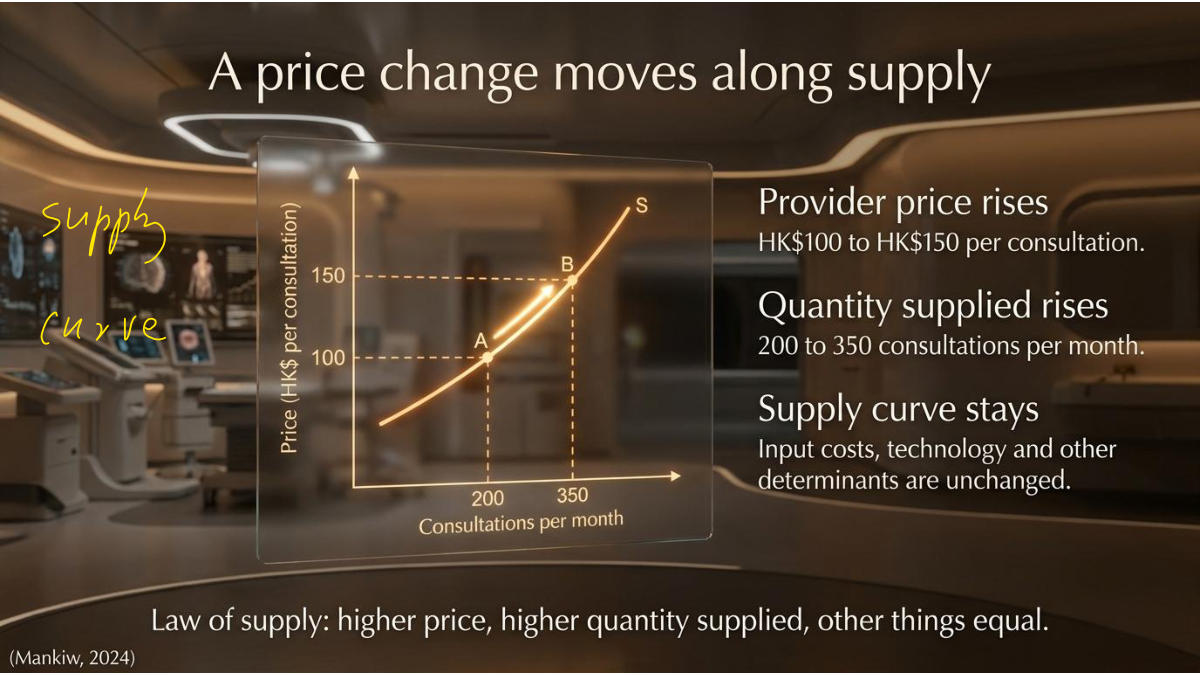 A price change moves along supply
supply
curve
Price (HK$ per consultation)
150
100
A
B
S
200
350
Consultations per month
Provider price rises
HK$100 to HK$150 per consultation.
Quantity supplied rises
200 to 350 consultations per month.
Supply curve stays
Input costs, technology and other
determinants are unchanged.
Law of supply: higher price, higher quantity supplied, other things equal.
(Mankiw, 2024)